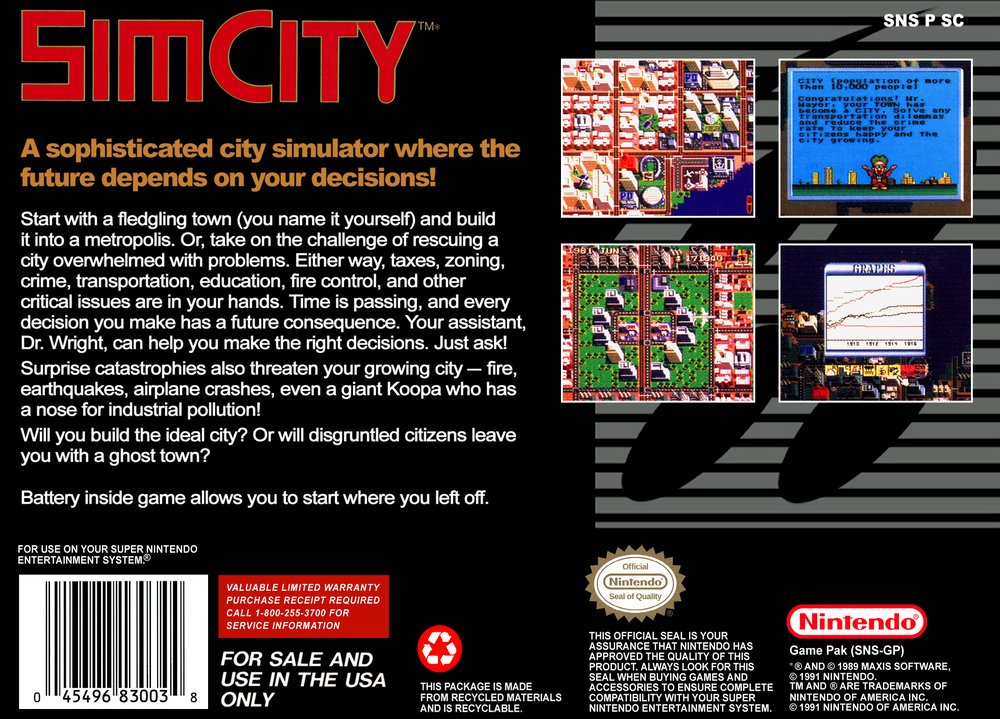 SIMCITY™*
SNS P SC
A sophisticated city simulator where the
future depends on your decisions!
Start with a fledgling town (you name it yourself) and build
it into a metropolis. Or, take on the challenge of rescuing a
city overwhelmed with problems. Either way, taxes, zoning,
crime, transportation, education, fire control, and other
critical issues are in your hands. Time is passing, and every
decision you make has a future consequence. Your assistant,
Dr. Wright, can help you make the right decisions. Just ask!
Surprise catastrophies also threaten your growing city — fire,
earthquakes, airplane crashes, even a giant Koopa who has
a nose for industrial pollution!
Will you build the ideal city? Or will disgruntled citizens leave
you with a ghost town?
Battery inside game allows you to start where you left off.
CITY (population of more
than 10,000 people)
Congratulations! Mr.
Mayor, your TOWN has
become a CITY. Solve any
transportation dilemmas
and reduce the crime
rate to keep your
citizens happy and the
city growing.
1981 JUN
GRAPHS
1910 1912 1914 1916
FOR USE ON YOUR SUPER NINTENDO
ENTERTAINMENT SYSTEM.®
0 45496 83003 8
VALUABLE LIMITED WARRANTY
PURCHASE RECEIPT REQUIRED
CALL 1-800-255-3700 FOR
SERVICE INFORMATION
FOR SALE AND
USE IN THE USA
ONLY
THIS PACKAGE IS MADE
FROM RECYCLED MATERIALS
AND IS RECYCLABLE.
Official
Nintendo®
Seal of Quality
THIS OFFICIAL SEAL IS YOUR
ASSURANCE THAT NINTENDO HAS
APPROVED THE QUALITY OF THIS
PRODUCT. ALWAYS LOOK FOR THIS
SEAL WHEN BUYING GAMES AND
ACCESSORIES TO ENSURE COMPLETE
COMPATIBILITY WITH YOUR SUPER
NINTENDO ENTERTAINMENT SYSTEM.
Nintendo®
Game Pak (SNS-GP)
*® AND © 1989 MAXIS SOFTWARE,
© 1991 NINTENDO.
TM AND ® ARE TRADEMARKS OF
NINTENDO OF AMERICA INC.
© 1991 NINTENDO OF AMERICA INC.